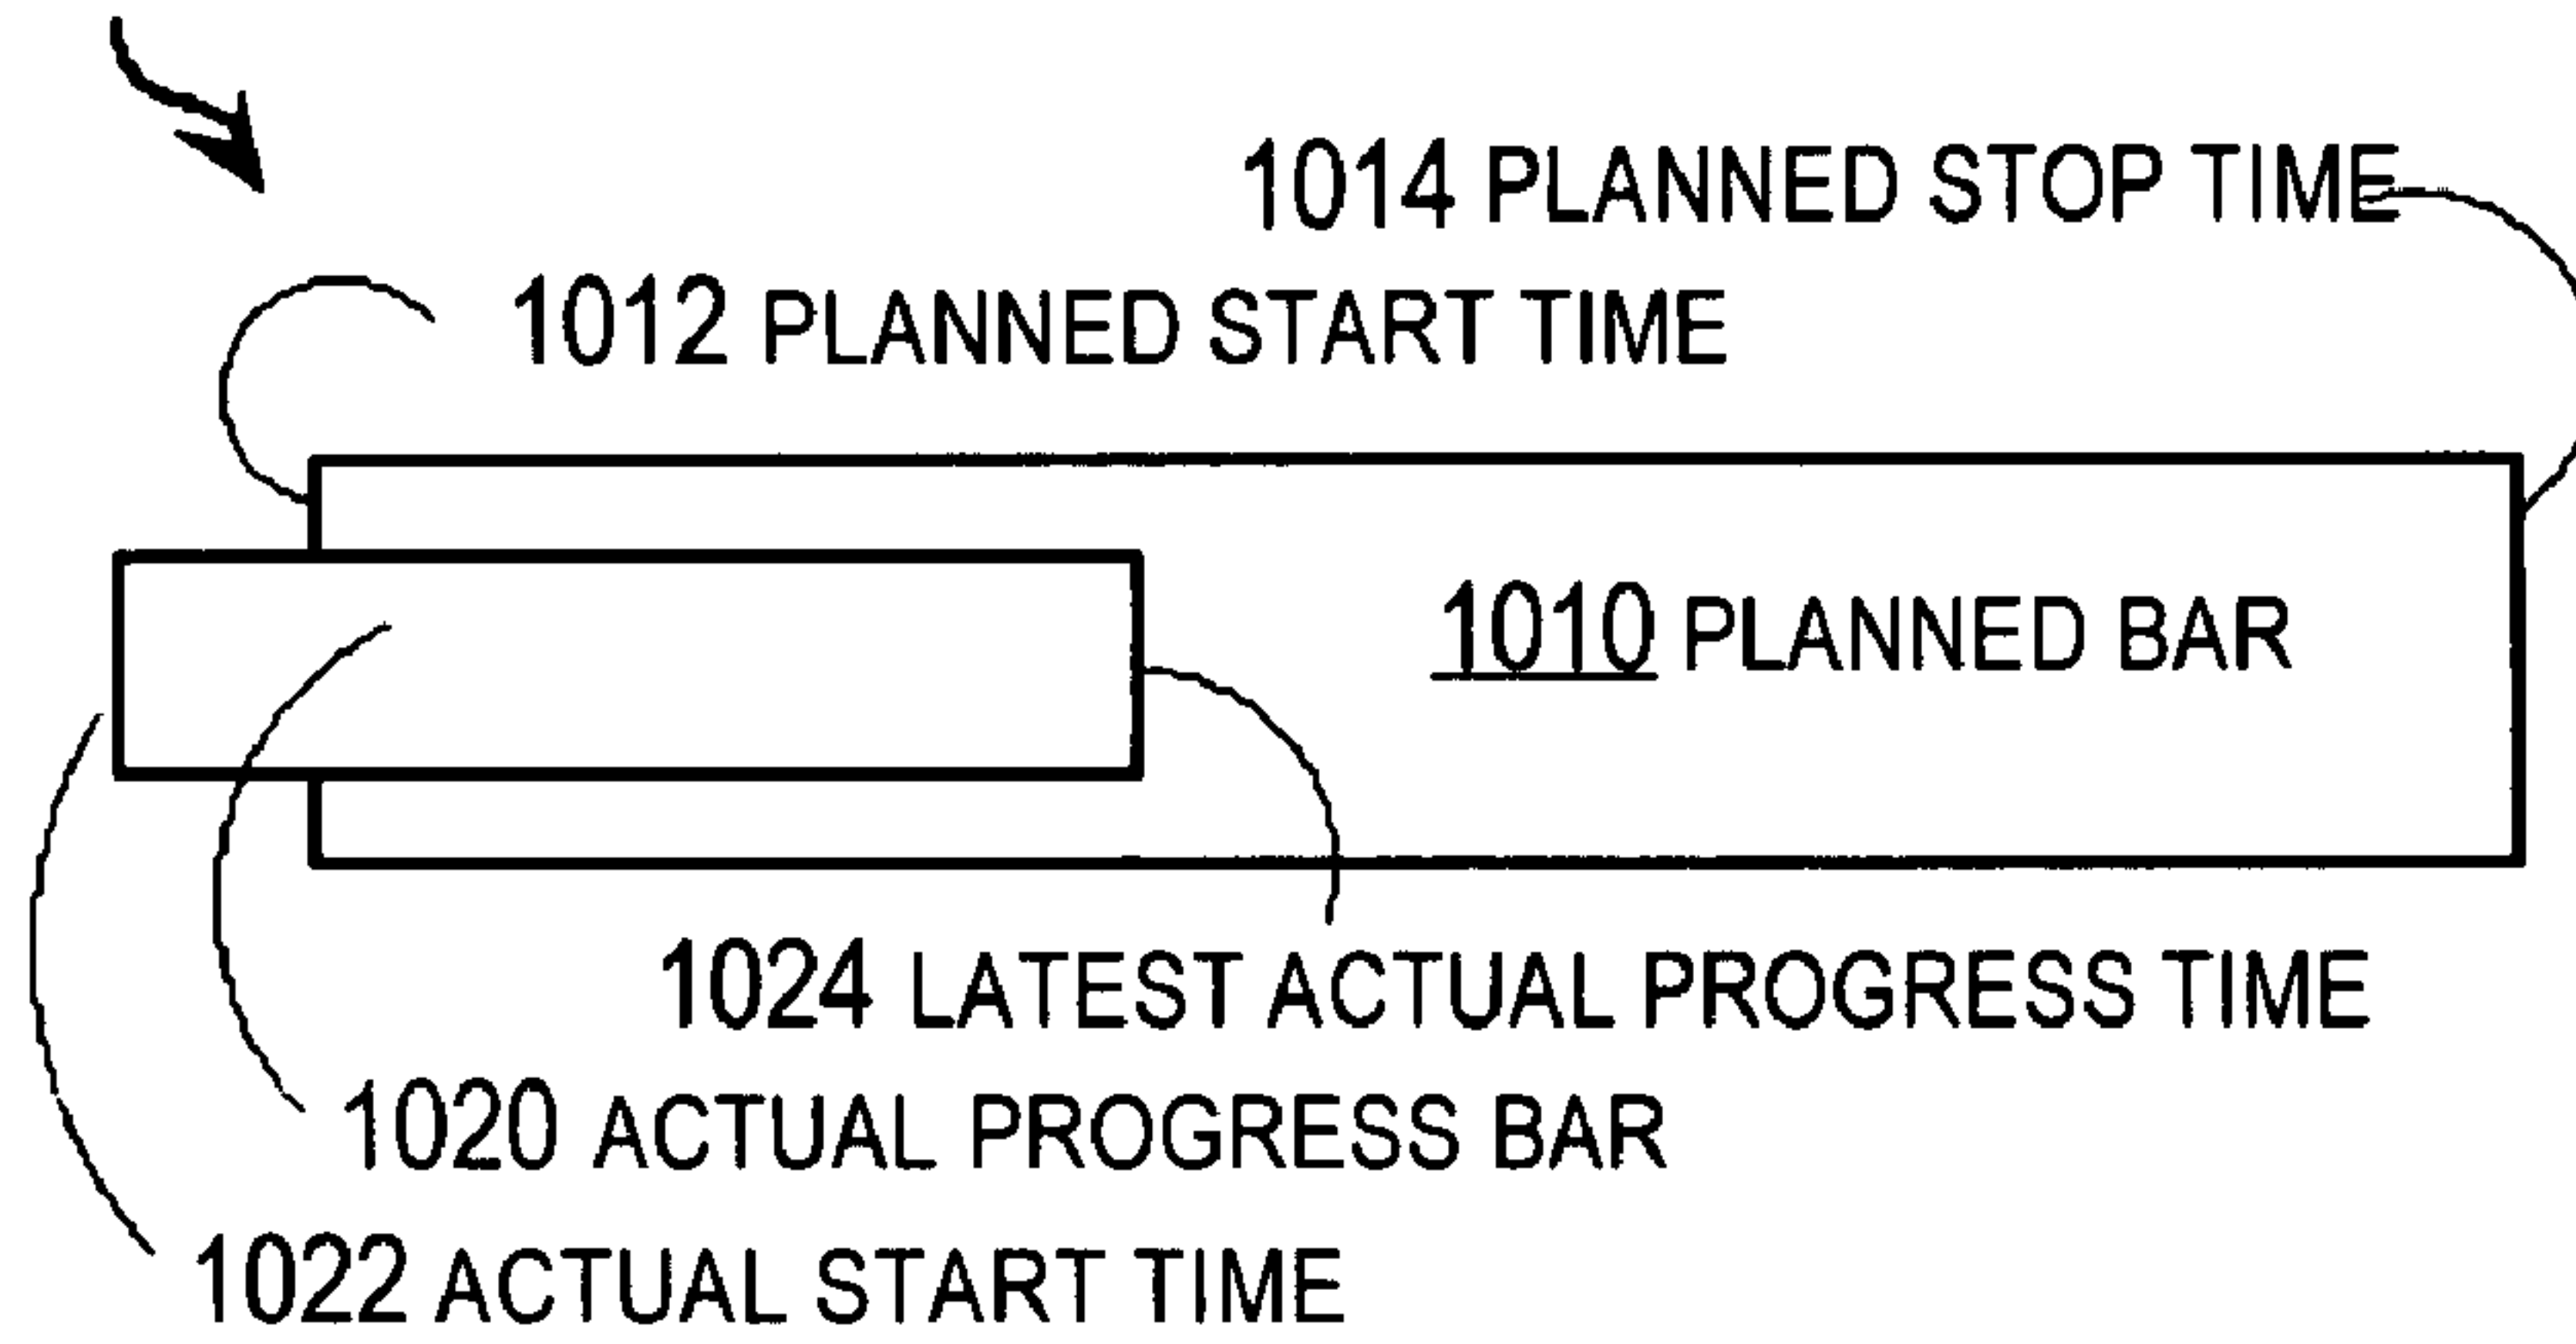 1014 PLANNED STOP TIME
1012 PLANNED START TIME
1010 PLANNED BAR
1024 LATEST ACTUAL PROGRESS TIME
1020 ACTUAL PROGRESS BAR
1022 ACTUAL START TIME